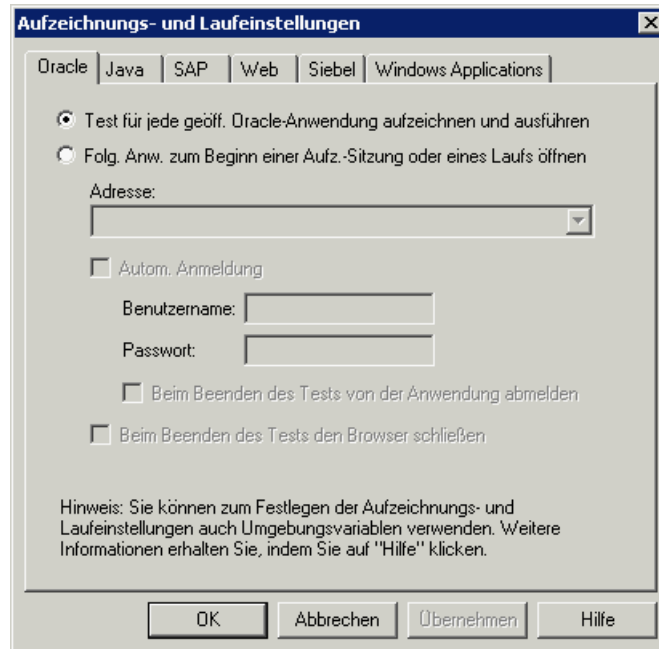 Aufzeichnungs- und Laufeinstellungen
Oracle Java SAP Web Siebel Windows Applications
Test für jede geöff. Oracle-Anwendung aufzeichnen und ausführen
Folg. Anw. zum Beginn einer Aufz.-Sitzung oder eines Laufs öffnen
Adresse:
Autom. Anmeldung
Benutzername:
Passwort:
Beim Beenden des Tests von der Anwendung abmelden
Beim Beenden des Tests den Browser schließen
Hinweis: Sie können zum Festlegen der Aufzeichnungs- und
Laufeinstellungen auch Umgebungsvariablen verwenden. Weitere
Informationen erhalten Sie, indem Sie auf "Hilfe" klicken.
OK Abbrechen Übernehmen Hilfe